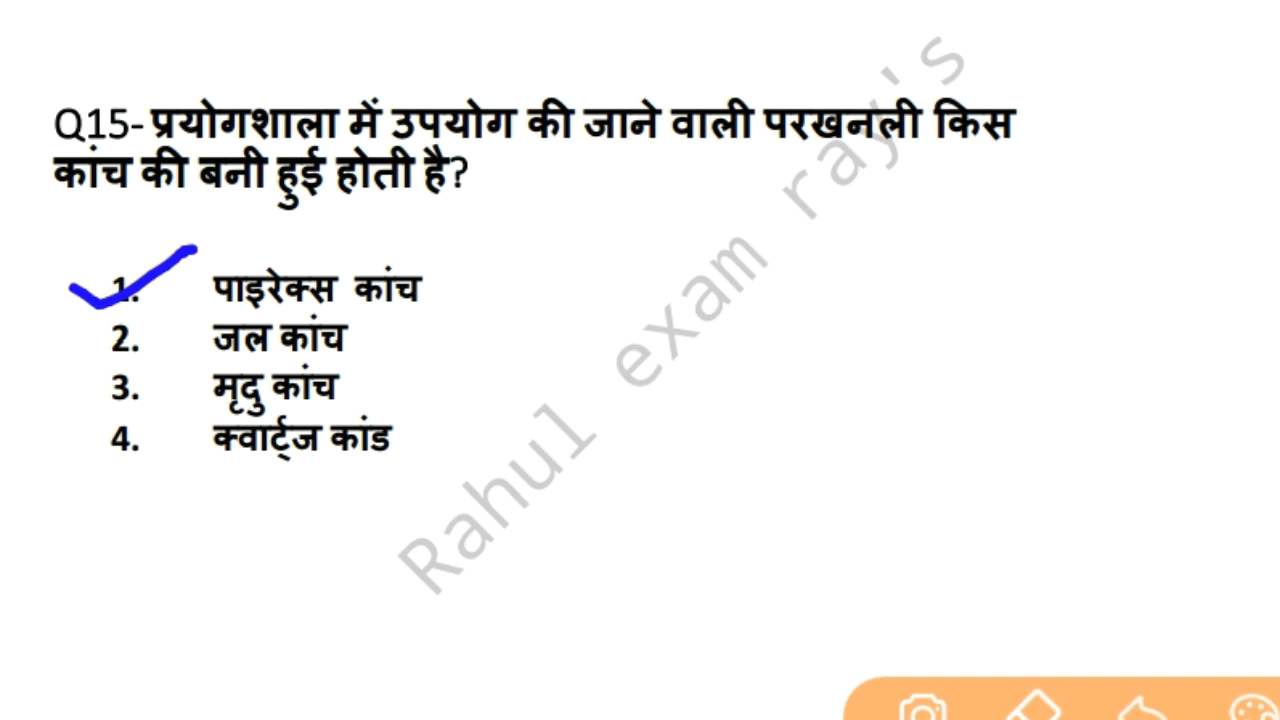 Q15- प्रयोगशाला में उपयोग की जाने वाली परखनली किस
कांच की बनी हुई होती है?
1. पाइरेक्स कांच
2. जल कांच
3. मृदु कांच
4. क्वार्ट्ज कांड
Rahul exam ray's